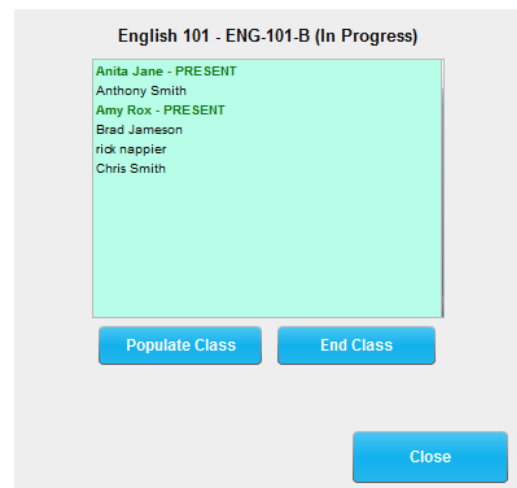 English 101 - ENG-101-B (In Progress)
Anita Jane - PRESENT
Anthony Smith
Amy Rox - PRESENT
Brad Jameson
rick nappier
Chris Smith
Populate Class
End Class
Close